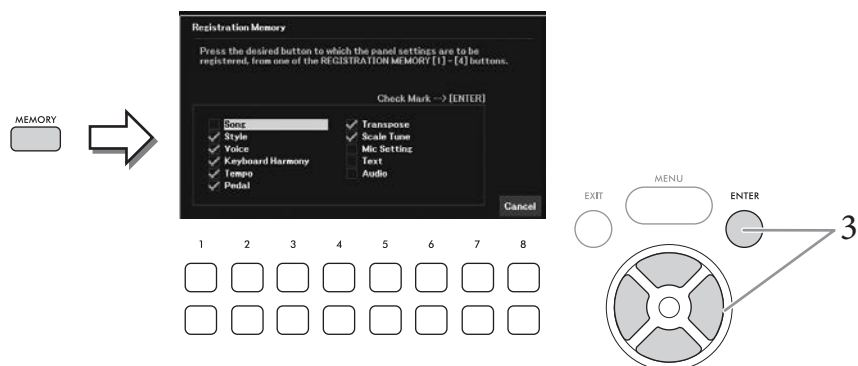 Registration Memory
Press the desired button to which the panel settings are to be
registered, from one of the REGISTRATION MEMORY [1] - [4] buttons.
Check Mark --> [ENTER]
Song
Transpose
Style
Scale Tune
Voice
Mic Setting
Keyboard Harmony
Text
Tempo
Audio
Pedal
Cancel
MEMORY
MENU
EXIT
ENTER
3
1 2 3 4 5 6 7 8